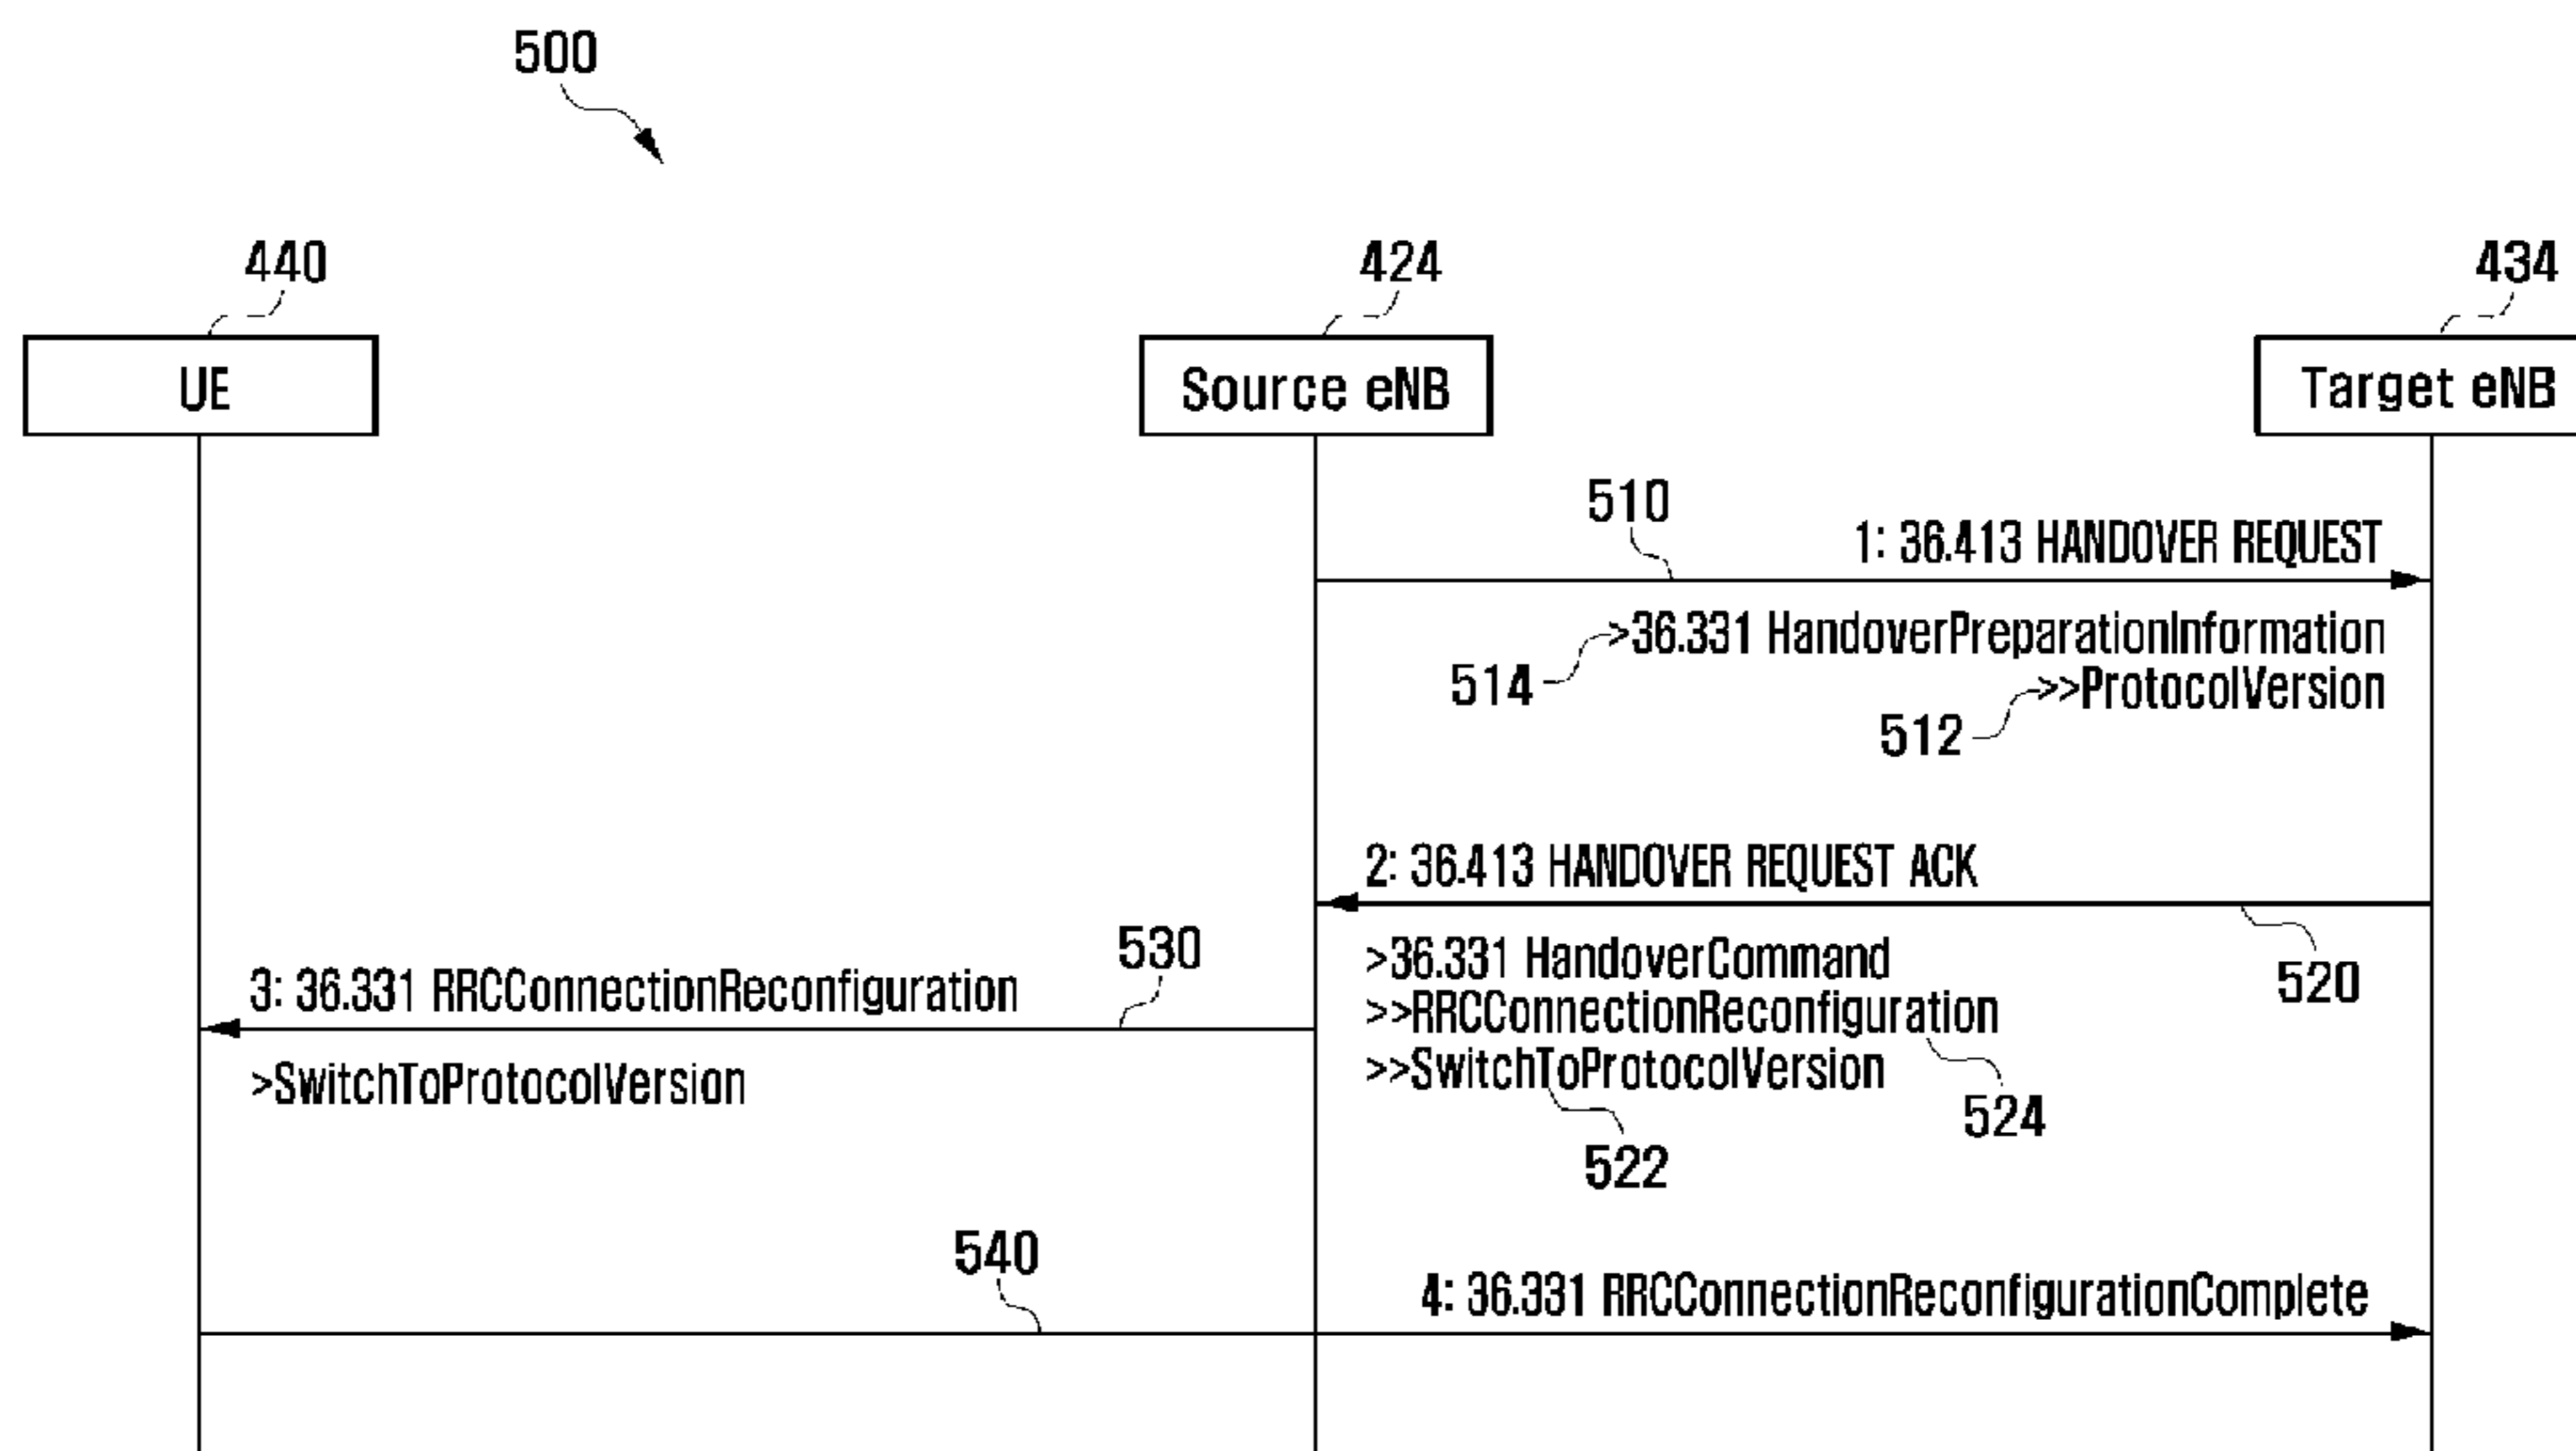 500
440
424
434
UE
Source eNB
Target eNB
510
1: 36.413 HANDOVER REQUEST
>36.331 HandoverPreparationInformation
514
>>ProtocolVersion
512
2: 36.413 HANDOVER REQUEST ACK
520
>36.331 HandoverCommand
>>RRCConnectionReconfiguration
>>SwitchToProtocolVersion
524
522
530
3: 36.331 RRCConnectionReconfiguration
>SwitchToProtocolVersion
540
4: 36.331 RRCConnectionReconfigurationComplete